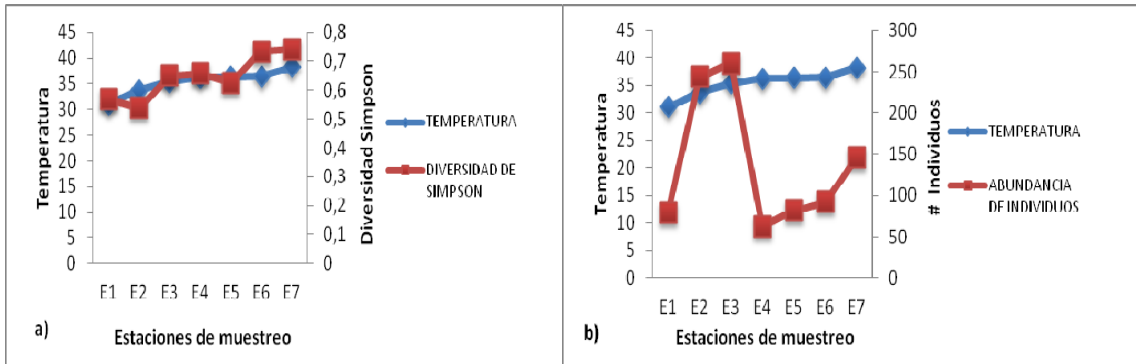 45
40
35
30
25
20
15
10
5
0
Temperatura
0,8
0,7
0,6
0,5
0,4
0,3
0,2
0,1
0
Diversidad Simpson
TEMPERATURA
DIVERSIDAD DE
SIMPSON
E1 E2 E3 E4 E5 E6 E7
a)
Estaciones de muestreo
45
40
35
30
25
20
15
10
5
0
Temperatura
300
250
200
150
100
50
0
# Individuos
TEMPERATURA
ABUNDANCIA
DE INDIVIDUOS
E1 E2 E3 E4 E5 E6 E7
b)
Estaciones de muestreo